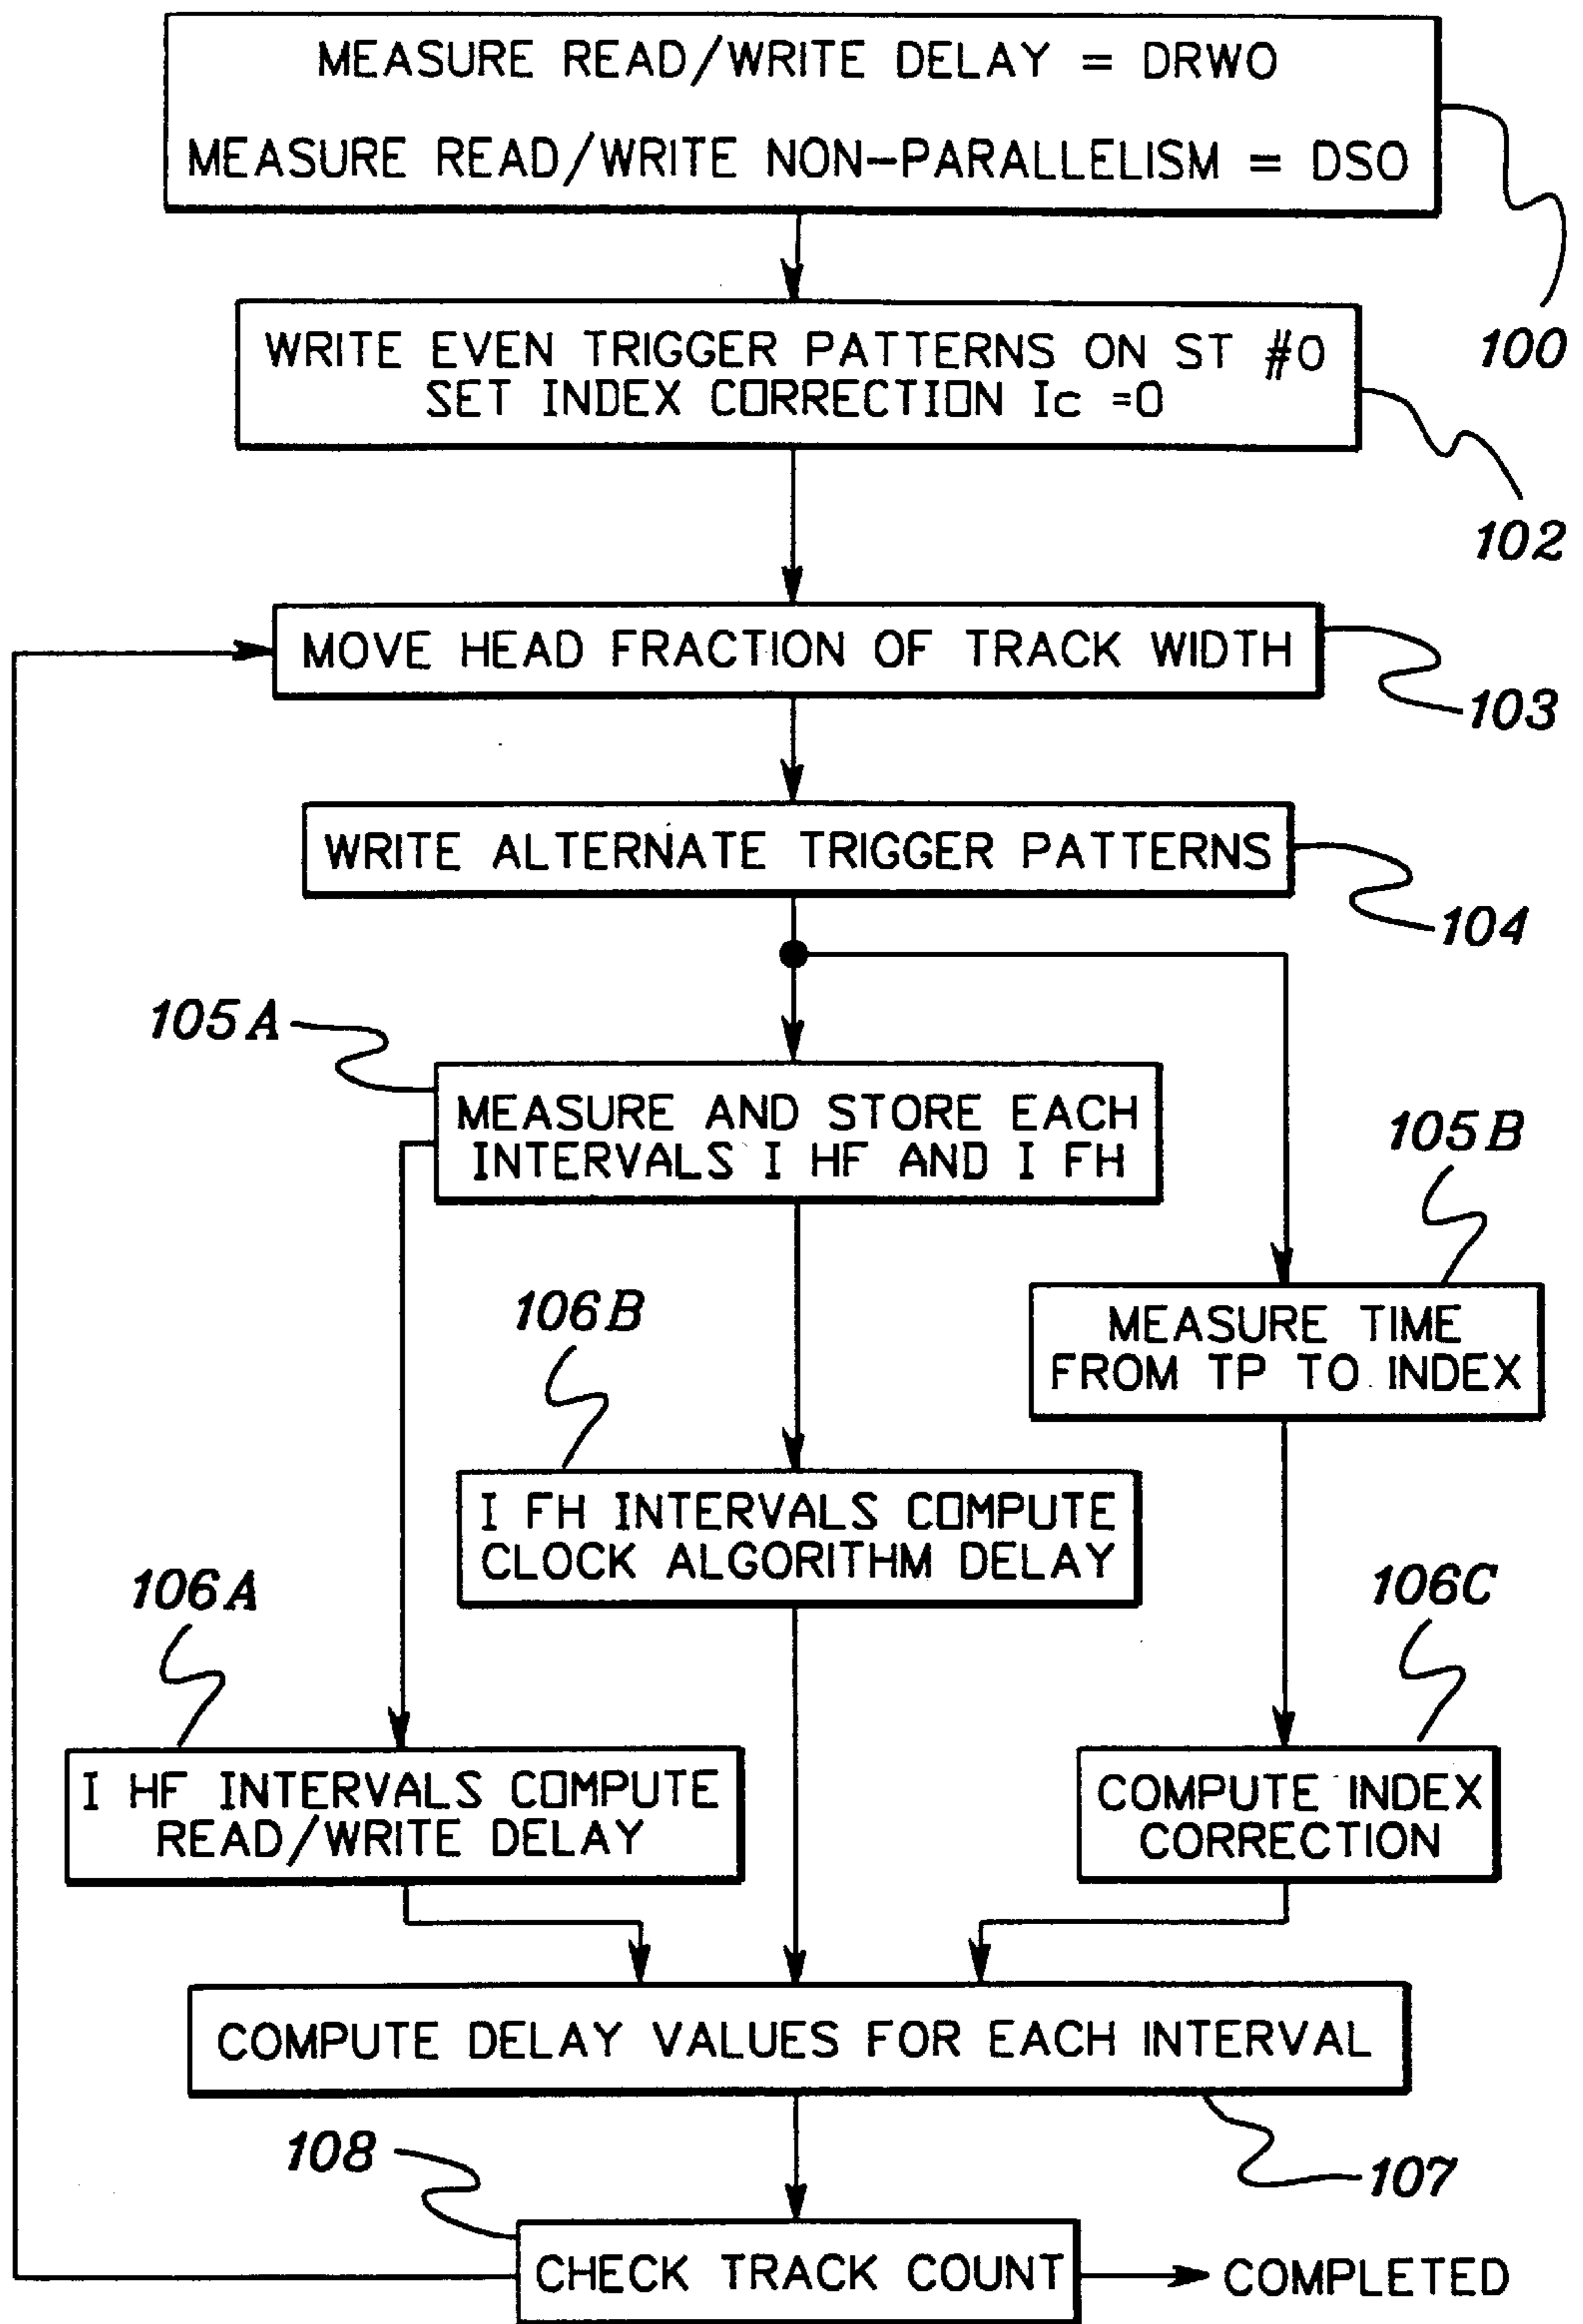 MEASURE READ/WRITE DELAY = DRWO
MEASURE READ/WRITE NON-PARALLELISM = DSO
100
WRITE EVEN TRIGGER PATTERNS ON ST #0
SET INDEX CORRECTION Ic =0
102
MOVE HEAD FRACTION OF TRACK WIDTH
103
WRITE ALTERNATE TRIGGER PATTERNS
104
105A
MEASURE AND STORE EACH
INTERVALS I HF AND I FH
105B
MEASURE TIME
FROM TP TO INDEX
106B
I FH INTERVALS COMPUTE
CLOCK ALGORITHM DELAY
106A
I HF INTERVALS COMPUTE
READ/WRITE DELAY
106C
COMPUTE INDEX
CORRECTION
COMPUTE DELAY VALUES FOR EACH INTERVAL
107
108
CHECK TRACK COUNT
COMPLETED